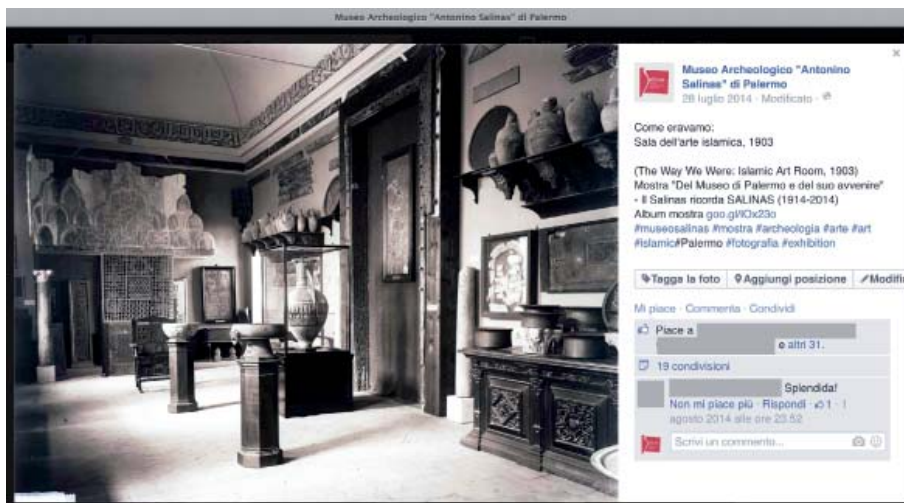 Museo Archeologico "Antonino Salinas" di Palermo
Museo Archeologico "Antonino
Salinas" di Palermo
28 luglio 2014 · Modificato ·
Come eravamo:
Sala dell'arte islamica, 1903
(The Way We Were: Islamic Art Room, 1903)
Mostra "Del Museo di Palermo e del suo avvenire"
- Il Salinas ricorda SALINAS (1914-2014)
Album mostra goo.gl/lOx23o
#museosalinas #mostra #archeologia #arte #art
#islamic#Palermo #fotografia #exhibition
Tagga la foto Aggiungi posizione Modifi
Mi piace · Commenta · Condividi
Piace a
e altri 31.
19 condivisioni
Splendida!
Non mi piace più · Rispondi · 1 · 1
agosto 2014 alle ore 23.52
Scrivi un commento...